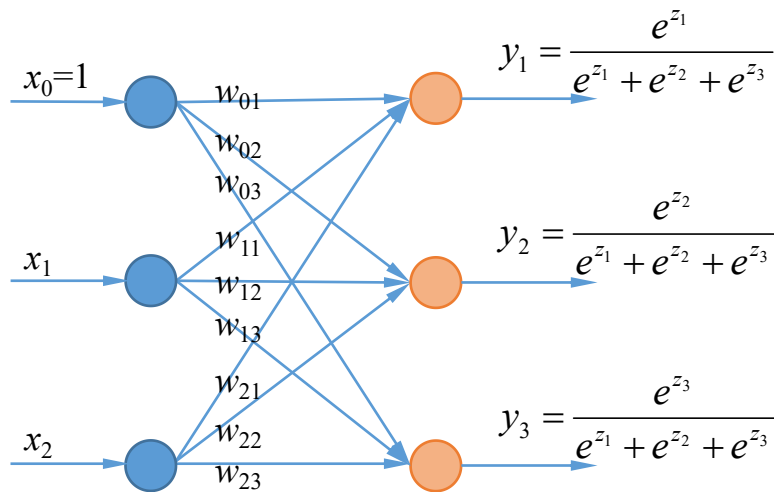 x₀=1
w₀₁
w₀₂
w₀₃
y₁ = e^{z₁} / (e^{z₁} + e^{z₂} + e^{z₃})
x₁
w₁₁
w₁₂
w₁₃
y₂ = e^{z₂} / (e^{z₁} + e^{z₂} + e^{z₃})
x₂
w₂₁
w₂₂
w₂₃
y₃ = e^{z₃} / (e^{z₁} + e^{z₂} + e^{z₃})